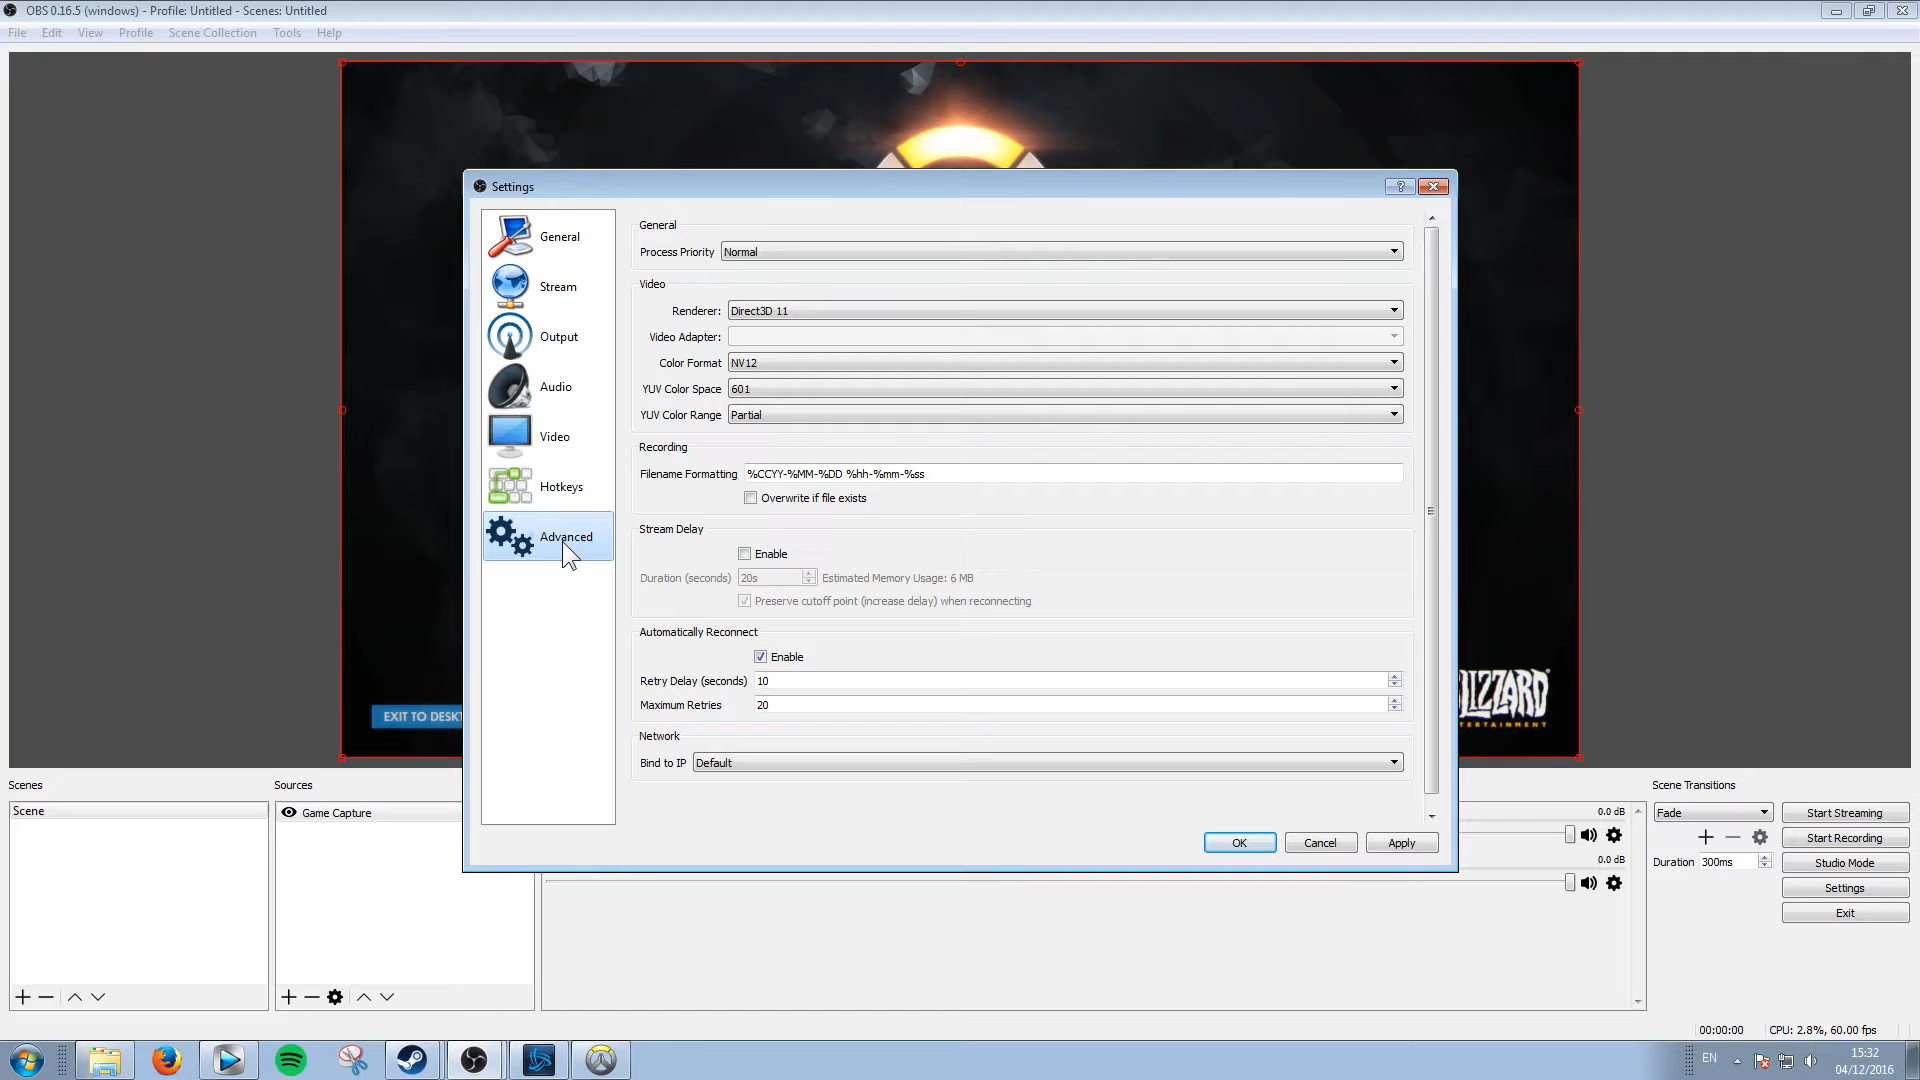 OBS 0.16.5 (windows) - Profile: Untitled - Scenes: Untitled
File Edit View Profile Scene Collection Tools Help
Settings
General
Stream
Output
Audio
Video
Hotkeys
Advanced
General
Process Priority Normal
Video
Renderer: Direct3D 11
Video Adapter:
Color Format NV12
YUV Color Space 601
YUV Color Range Partial
Recording
Filename Formatting %CCYY-%MM-%DD %hh-%mm-%ss
Overwrite if file exists
Stream Delay
Enable
Duration (seconds) 20s Estimated Memory Usage: 6 MB
Preserve cutoff point (increase delay) when reconnecting
Automatically Reconnect
Enable
Retry Delay (seconds) 10
Maximum Retries 20
Network
Bind to IP Default
OK Cancel Apply
EXIT TO DESKT
LIZZARD
TERTAINMENT
Scenes
Scene
Sources
Game Capture
0.0 dB
0.0 dB
Scene Transitions
Fade
Duration 300ms
Start Streaming
Start Recording
Studio Mode
Settings
Exit
00:00:00 CPU: 2.8%, 60.00 fps
EN
15:32
04/12/2016